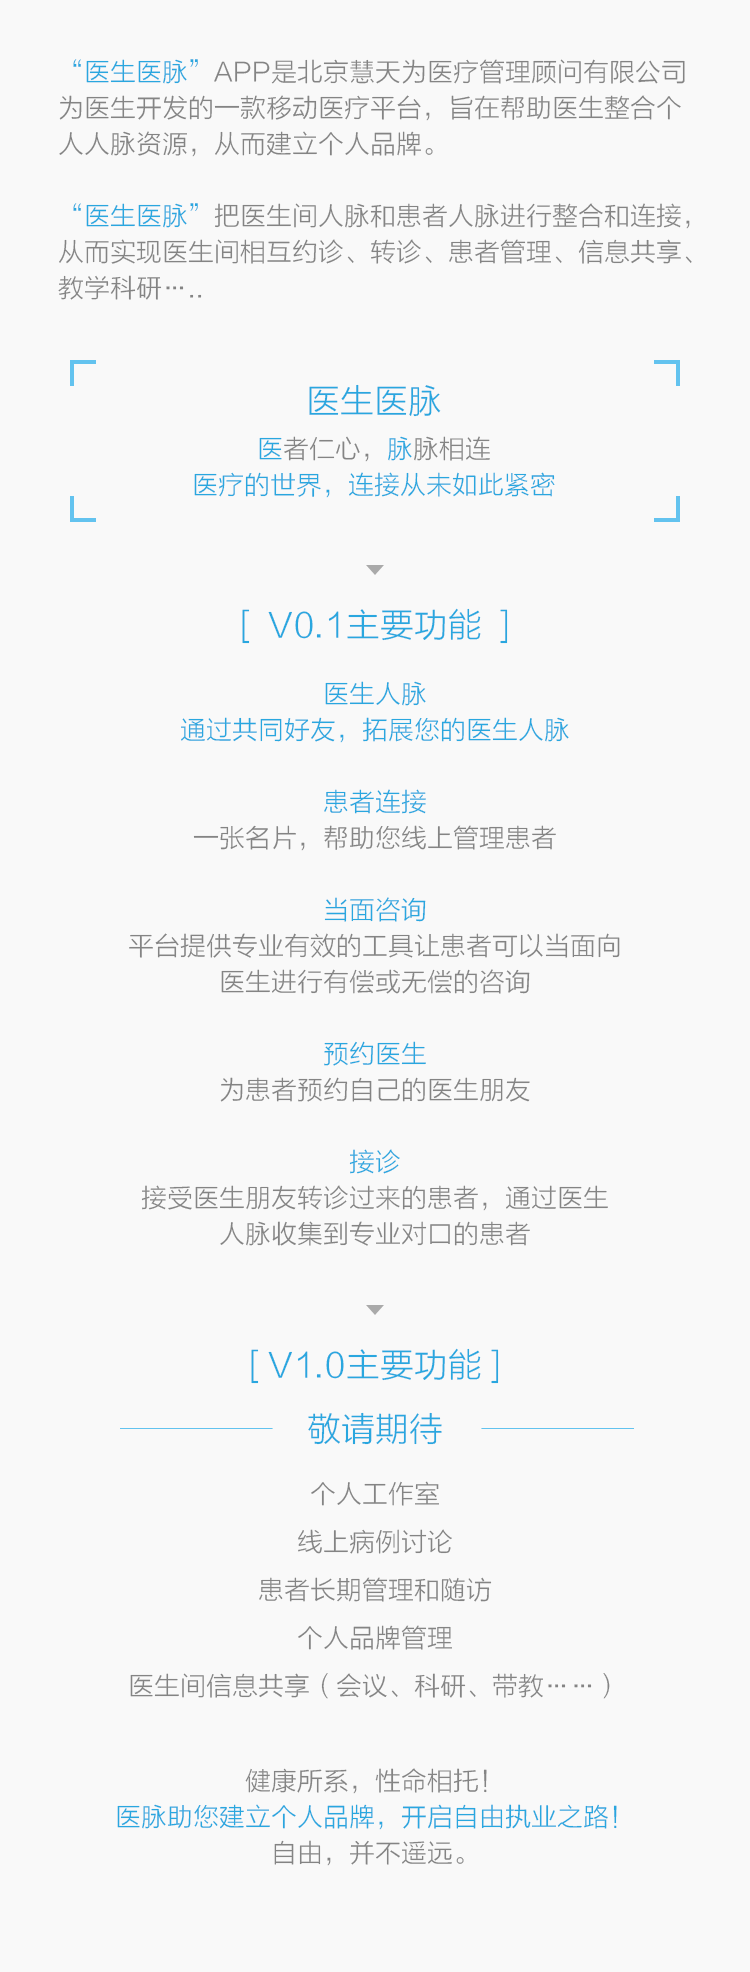 “医生医脉”APP是北京慧天为医疗管理顾问有限公司
为医生开发的一款移动医疗平台，旨在帮助医生整合个
人人脉资源，从而建立个人品牌。
“医生医脉”把医生间人脉和患者人脉进行整合和连接，
从而实现医生间相互约诊、转诊、患者管理、信息共享、
教学科研…..
医生医脉
医者仁心，脉脉相连
医疗的世界，连接从未如此紧密
[ V0.1主要功能 ]
医生人脉
通过共同好友，拓展您的医生人脉
患者连接
一张名片，帮助您线上管理患者
当面咨询
平台提供专业有效的工具让患者可以当面向
医生进行有偿或无偿的咨询
预约医生
为患者预约自己的医生朋友
接诊
接受医生朋友转诊过来的患者，通过医生
人脉收集到专业对口的患者
[ V1.0主要功能 ]
敬请期待
个人工作室
线上病例讨论
患者长期管理和随访
个人品牌管理
医生间信息共享（会议、科研、带教……）
健康所系，性命相托！
医脉助您建立个人品牌，开启自由执业之路！
自由，并不遥远。